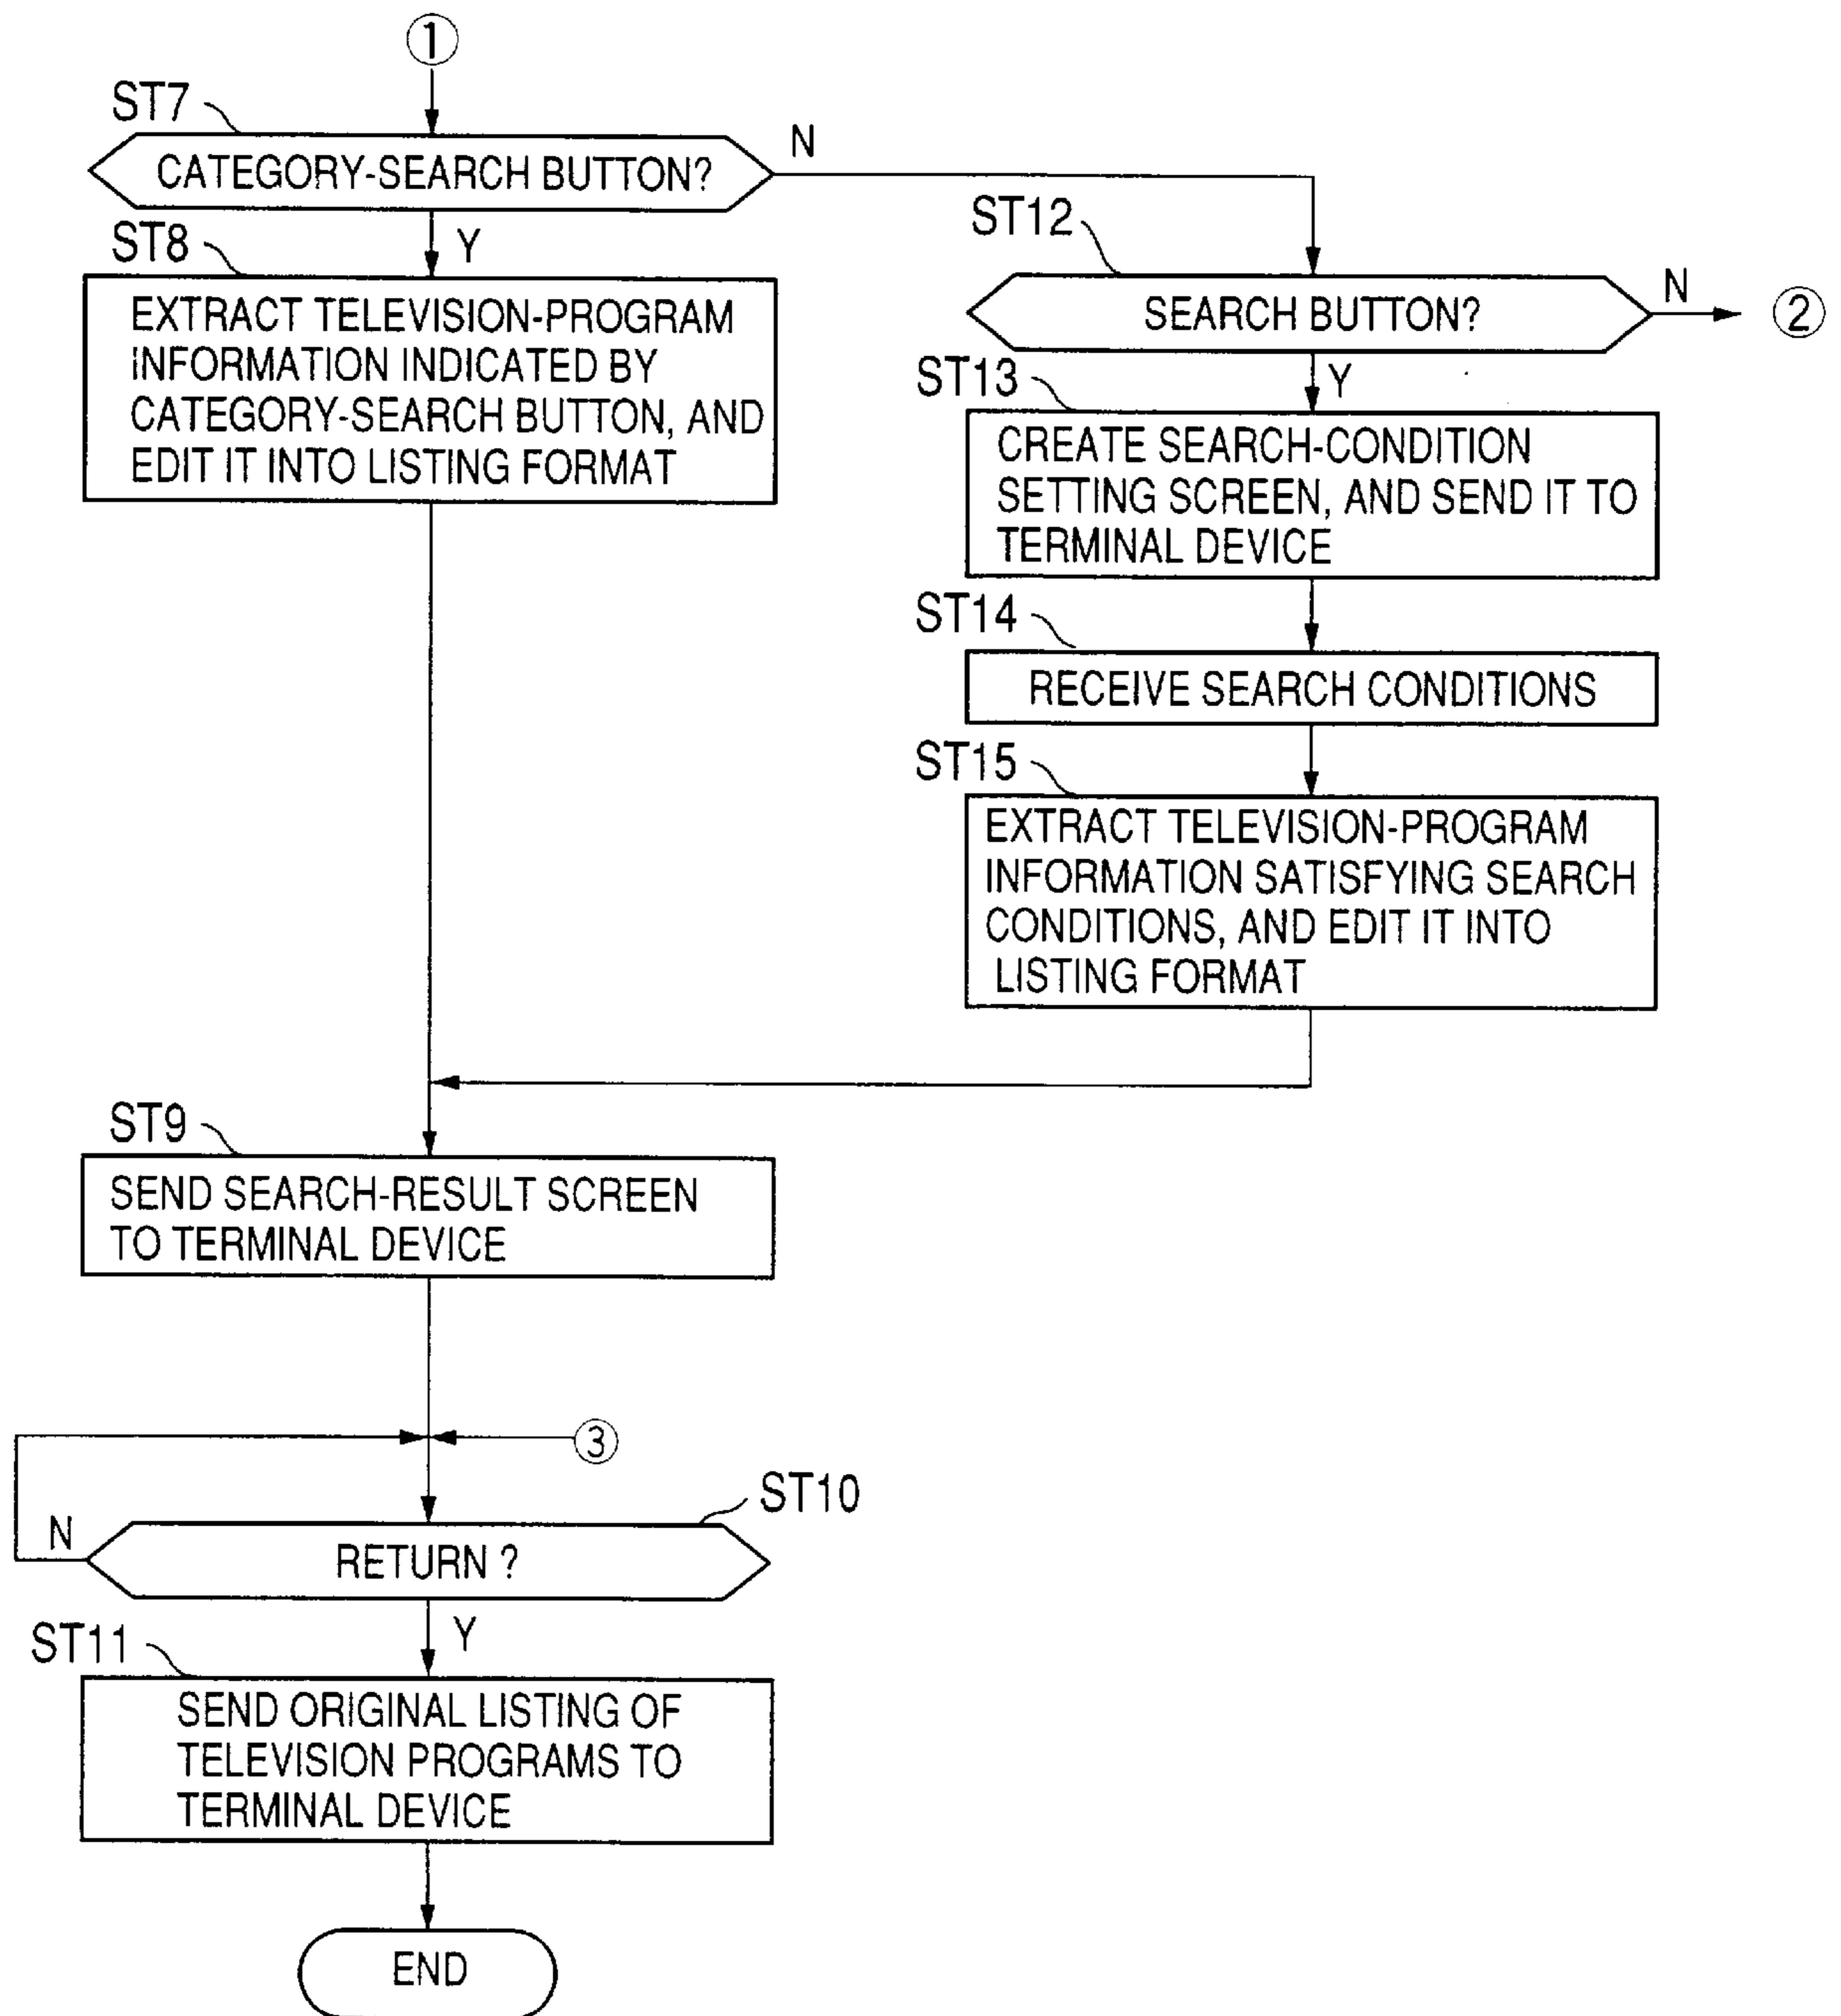 1
ST7
CATEGORY-SEARCH BUTTON?
N
ST8
Y
EXTRACT TELEVISION-PROGRAM
INFORMATION INDICATED BY
CATEGORY-SEARCH BUTTON, AND
EDIT IT INTO LISTING FORMAT
ST12
SEARCH BUTTON?
N
2
ST13
Y
CREATE SEARCH-CONDITION
SETTING SCREEN, AND SEND IT TO
TERMINAL DEVICE
ST14
RECEIVE SEARCH CONDITIONS
ST15
EXTRACT TELEVISION-PROGRAM
INFORMATION SATISFYING SEARCH
CONDITIONS, AND EDIT IT INTO
LISTING FORMAT
ST9
SEND SEARCH-RESULT SCREEN
TO TERMINAL DEVICE
3
ST10
N
RETURN ?
Y
ST11
SEND ORIGINAL LISTING OF
TELEVISION PROGRAMS TO
TERMINAL DEVICE
END